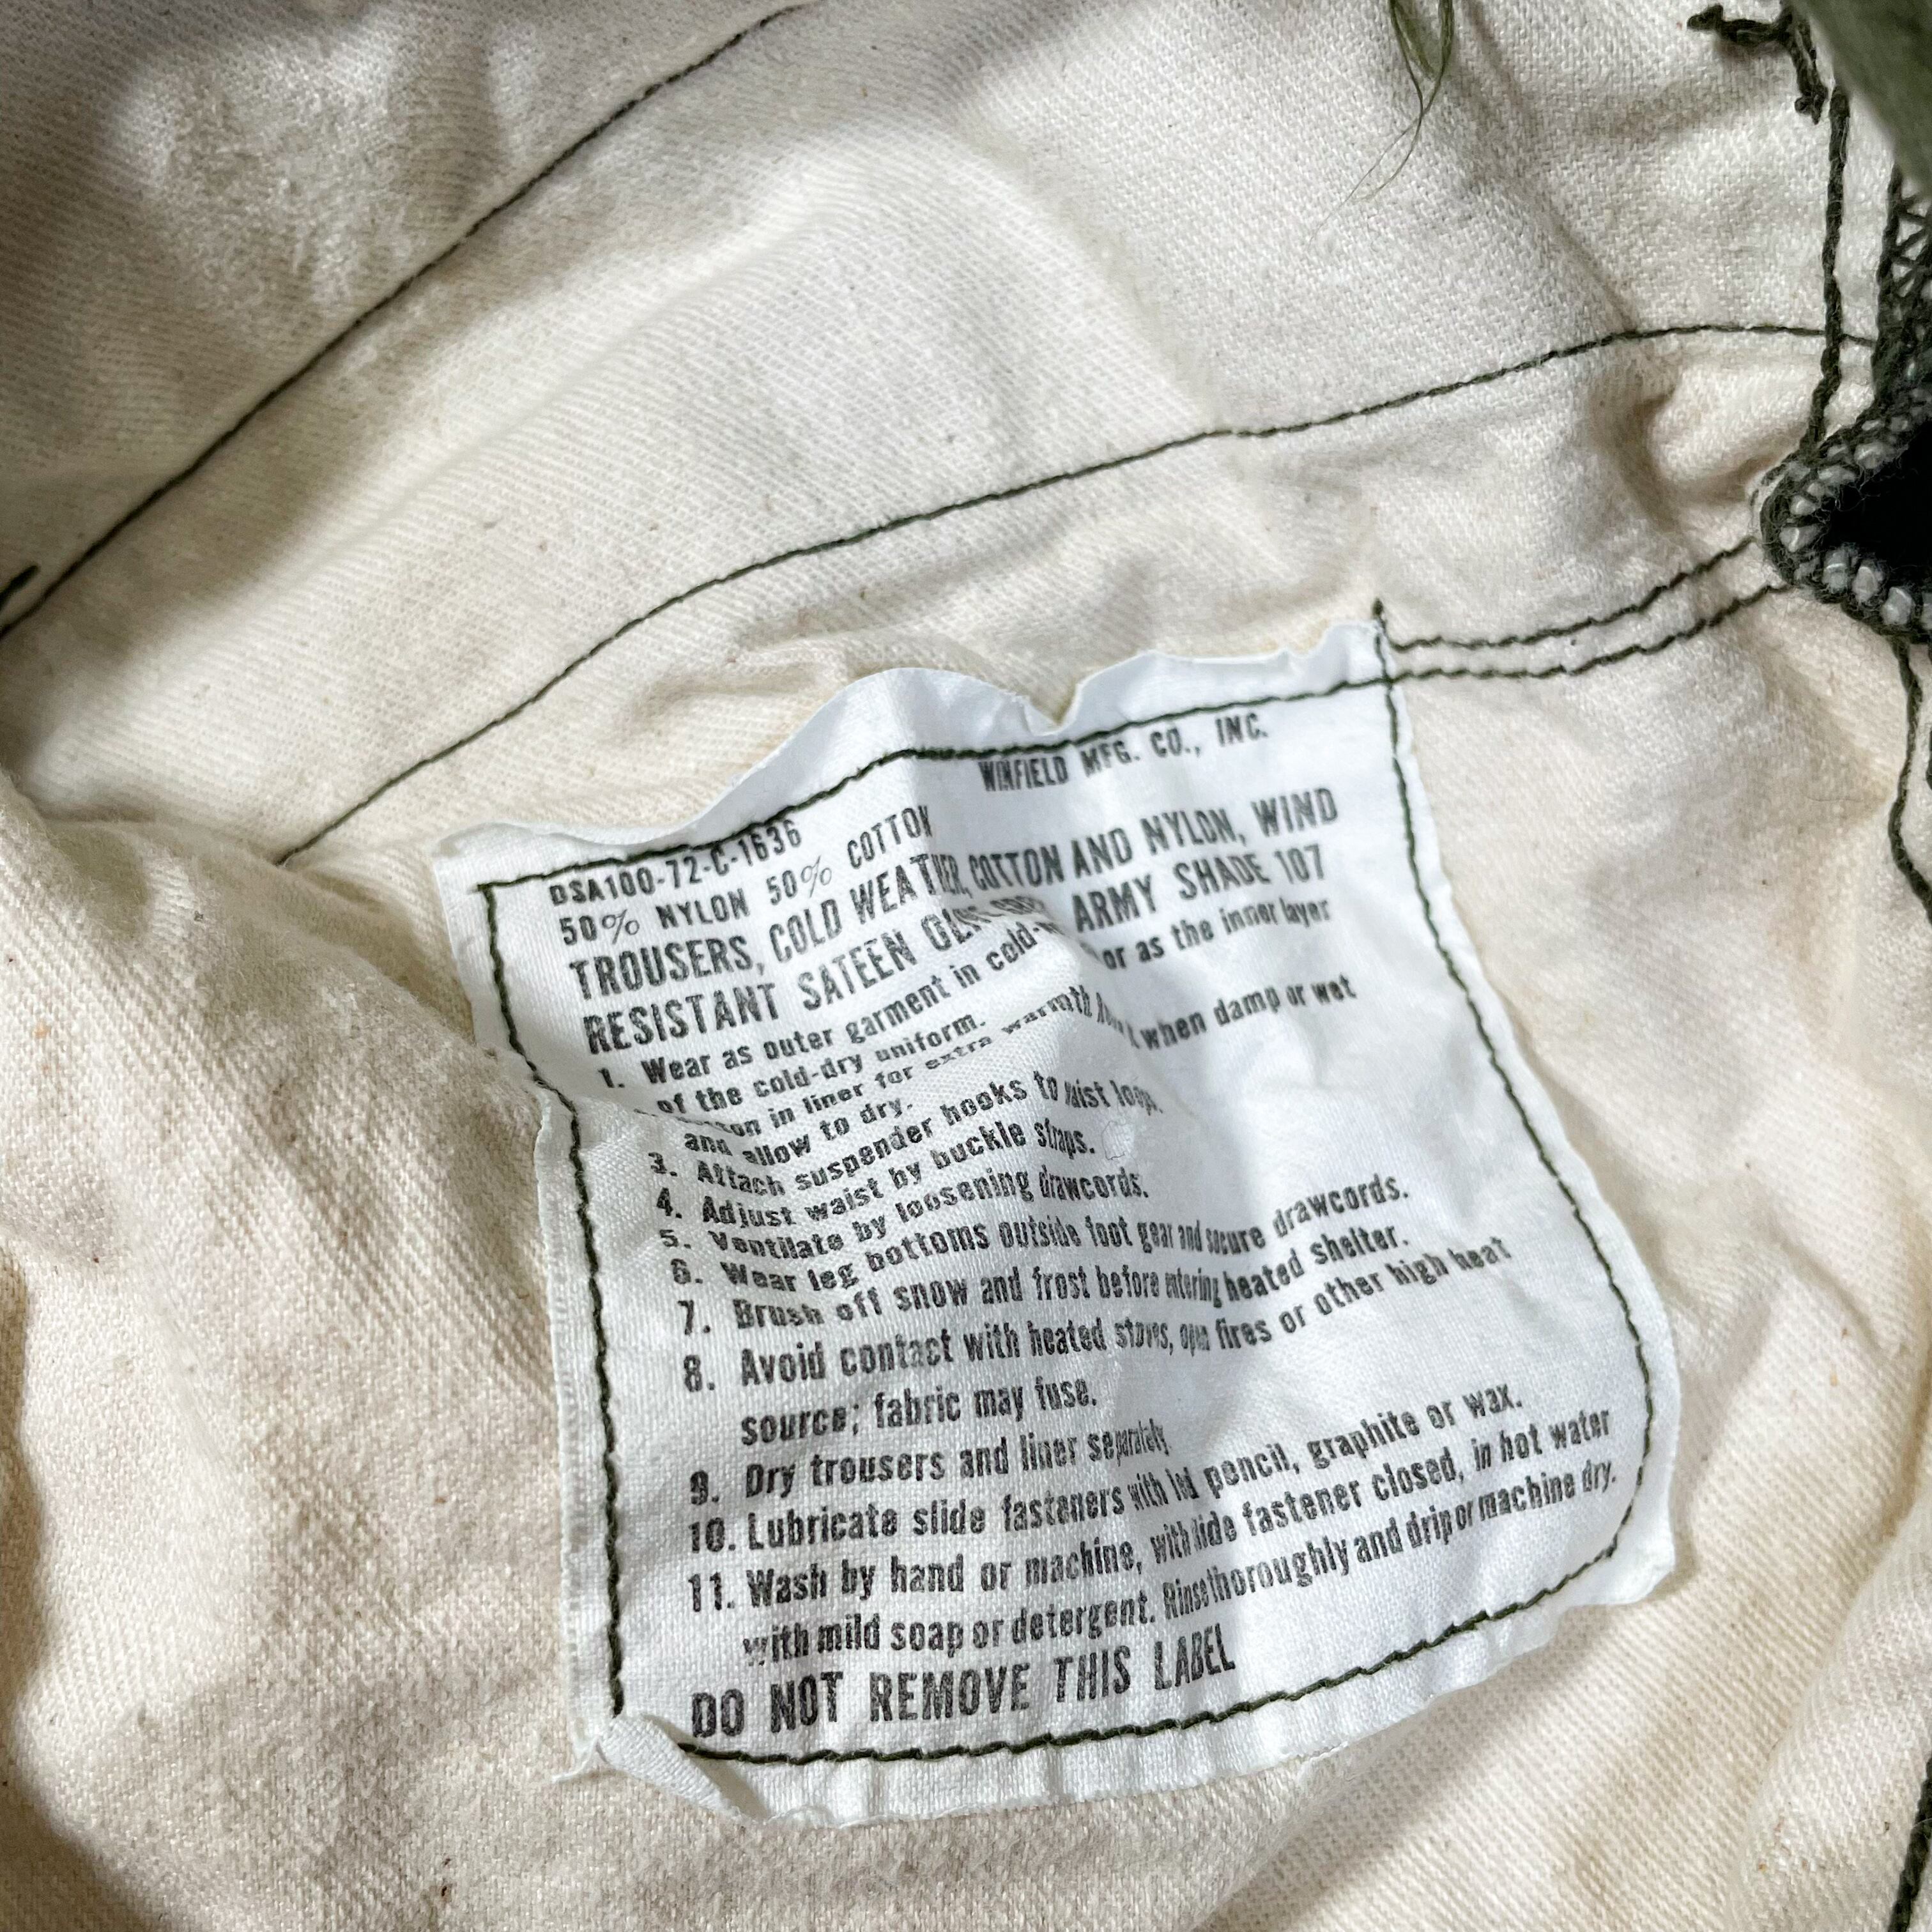 WINFIELD MFG. CO., INC.
DSA100-72-C-1636
50% NYLON 50% COTTON
TROUSERS, COLD WEATHER, COTTON AND NYLON, WIND
RESISTANT SATEEN ARMY SHADE 107
1. Wear as outer garment in or as the inner layer
of the cold-dry uniform.
in liner for extra warmth when damp or wet
and allow to dry.
3. Attach suspender hooks to waist loops.
4. Adjust waist by buckle straps.
5. Ventilate by loosening drawcords.
6. Wear leg bottoms outside foot gear and secure drawcords.
7. Brush off snow and frost before entering heated shelter.
8. Avoid contact with heated stoves, open fires or other high heat
source; fabric may fuse.
9. Dry trousers and liner separately
10. Lubricate slide fasteners with pencil, graphite or wax.
11. Wash by hand or machine, with fastener closed, in hot water
with mild soap or detergent. Rinse thoroughly and drip or machine dry.
DO NOT REMOVE THIS LABEL